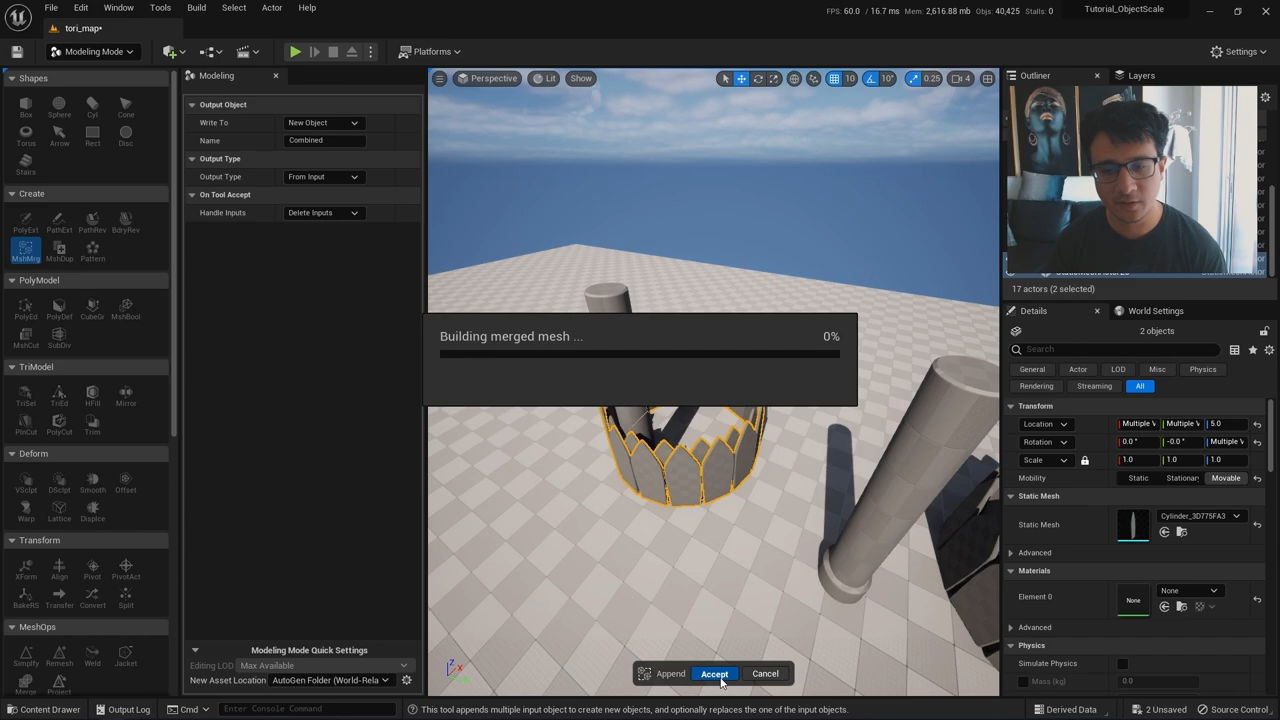 File Edit Window Tools Build Select Actor Help
FPS: 60.0 / 16.7 ms Mem: 2,616.88 mb Objs: 40,425 Stalls: 0
Tutorial_ObjectScale
tori_map•
Modeling Mode
Platforms
Settings
Shapes
Box Sphere Cyl Cone
Torus Arrow Rect Disc
Stairs
Create
PolyExt PathExt PathRev BdryRev
MshMrg MshDup Pattern
PolyModel
PolyEd PolyDef CubeGr MshBool
MshCut SubDiv
TriModel
TriSel TriEd HFill Mirror
PlnCut PolyCut Trim
Deform
VSclpt DSclpt Smooth Offset
Warp Lattice Displce
Transform
XForm Align Pivot PivotAct
BakeRS Transfer Convert Split
MeshOps
Simplfy Remesh Weld Jacket
Merge Project
Modeling
Output Object
Write To New Object
Name Combined
Output Type
Output Type From Input
On Tool Accept
Handle Inputs Delete Inputs
Modeling Mode Quick Settings
Editing LOD Max Available
New Asset Location AutoGen Folder (World-Rela
Perspective Lit Show
10 10° 0.25 4
Building merged mesh ... 0%
Z X
Append Accept Cancel
Outliner Layers
17 actors (2 selected)
Details World Settings
2 objects
Search
General Actor LOD Misc Physics
Rendering Streaming All
Transform
Location Multiple V Multiple V 5.0
Rotation 0.0 ° -0.0 ° Multiple V
Scale 1.0 1.0 1.0
Mobility Static Stationary Movable
Static Mesh
Static Mesh Cylinder_3D775FA3
Advanced
Materials
Element 0 None None
Advanced
Physics
Simulate Physics
Mass (kg) 0.0
Content Drawer Output Log Cmd Enter Console Command
This tool appends multiple input object to create new objects, and optionally replaces the one of the input objects.
Derived Data 2 Unsaved Source Control